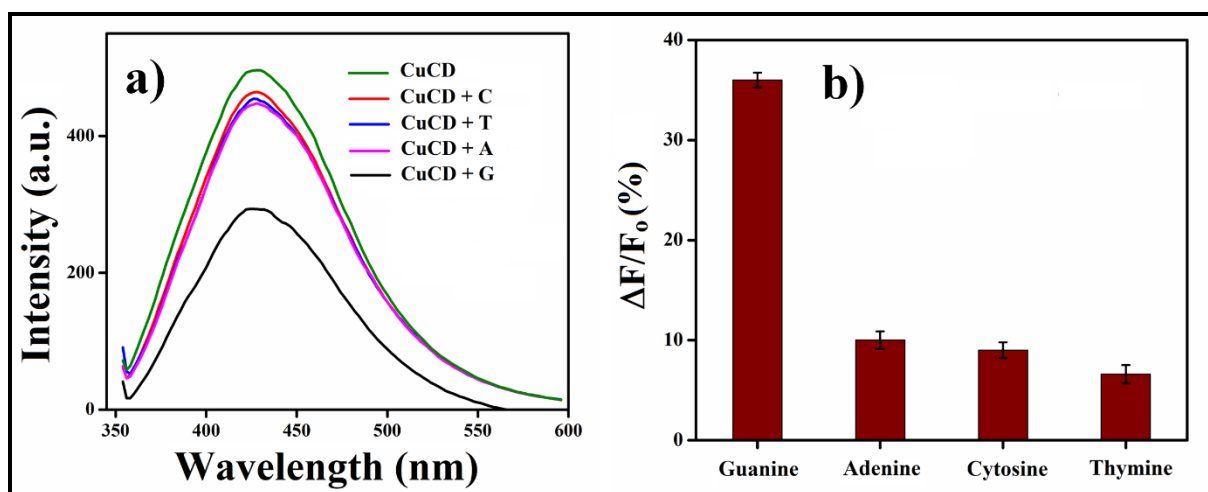 a)
CuCD
CuCD + C
CuCD + T
CuCD + A
CuCD + G
Intensity (a.u.)
400
200
0
350 400 450 500 550 600
Wavelength (nm)
b)
ΔF/F₀ (%)
40
30
20
10
0
Guanine Adenine Cytosine Thymine